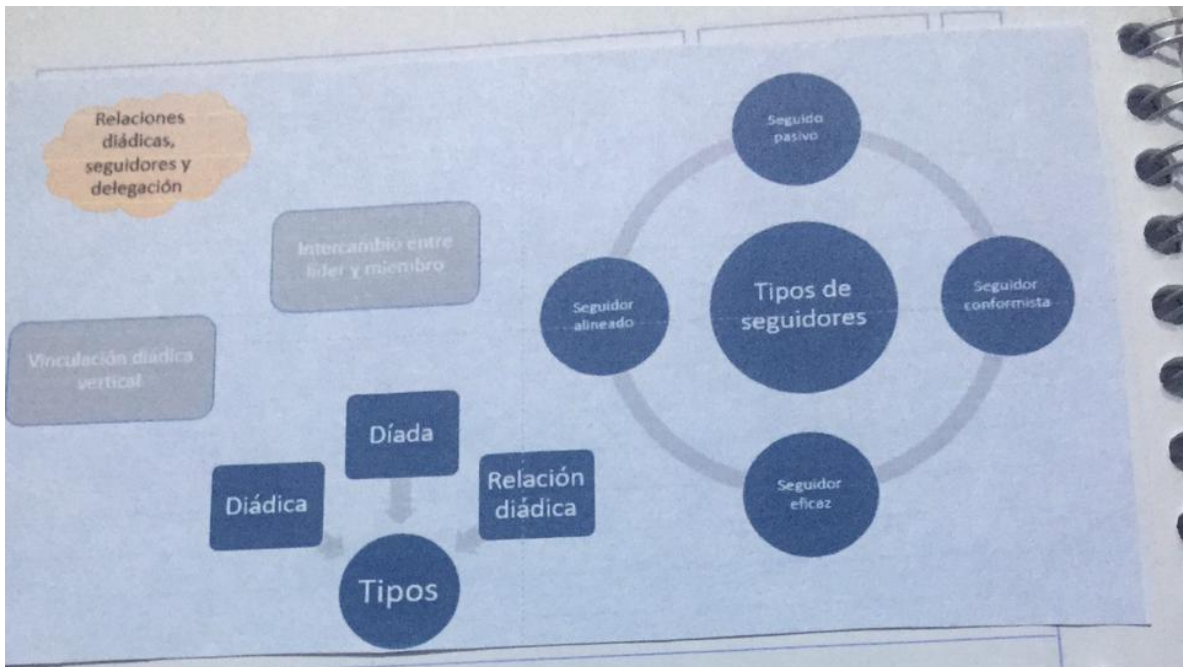 Relaciones
diádicas,
seguidores y
delegación
Intercambio entre
líder y miembro
Vinculación diádica
vertical
Díada
Diádica
Relación
diádica
Tipos
Seguido
pasivo
Seguidor
alineado
Tipos de
seguidores
Seguidor
conformista
Seguidor
eficaz